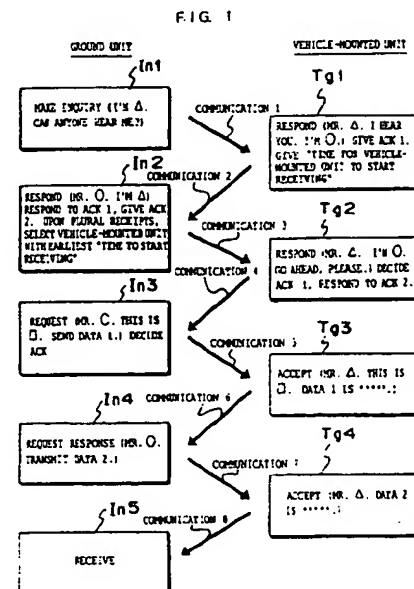 FIG. 1
GROUND UNIT
VEHICLE-MOUNTED UNIT
In1
MAKE INQUIRY (I'M Δ.
CAN ANYONE HEAR ME?)
COMMUNICATION 1
Tg1
RESPOND (MR. Δ. I HEAR
YOU. I'M O.) GIVE ACK 1.
GIVE "TIME FOR VEHICLE-
MOUNTED UNIT TO START
RECEIVING"
In2
COMMUNICATION 2
RESPOND (MR. O. I'M Δ)
RESPOND TO ACK 1, GIVE ACK
2. UPON PLURAL RECEIPTS,
SELECT VEHICLE-MOUNTED UNIT
WITH EARLIEST "TIME TO START
RECEIVING"
COMMUNICATION 3
Tg2
RESPOND (MR. Δ. I'M O.
GO AHEAD, PLEASE.) DECIDE
ACK 1, RESPOND TO ACK 2.
COMMUNICATION 4
In3
REQUEST (MR. O. THIS IS
□. SEND DATA 1.) DECIDE
ACK
COMMUNICATION 5
Tg3
ACCEPT (MR. Δ. THIS IS
□. DATA 1 IS *****.)
COMMUNICATION 6
In4
REQUEST RESPONSE (MR. O.
TRANSMIT DATA 2.)
COMMUNICATION 7
Tg4
ACCEPT (MR. Δ. DATA 2
IS *****.)
COMMUNICATION 8
In5
RECEIVE